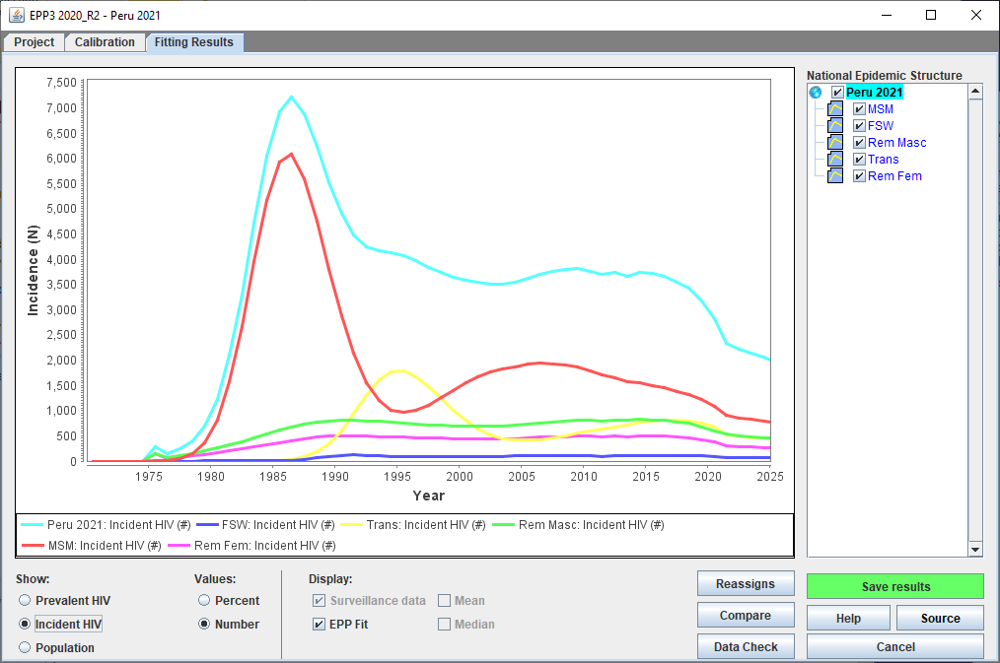 EPP3 2020_R2 - Peru 2021
Project Calibration Fitting Results
National Epidemic Structure
Peru 2021
MSM
FSW
Rem Masc
Trans
Rem Fem
Incidence (N)
7,500
7,000
6,500
6,000
5,500
5,000
4,500
4,000
3,500
3,000
2,500
2,000
1,500
1,000
500
0
1975 1980 1985 1990 1995 2000 2005 2010 2015 2020 2025
Year
Peru 2021: Incident HIV (#) FSW: Incident HIV (#) Trans: Incident HIV (#) Rem Masc: Incident HIV (#)
MSM: Incident HIV (#) Rem Fem: Incident HIV (#)
Show: Values: Display:
Prevalent HIV Percent Surveillance data Mean
Incident HIV Number EPP Fit Median
Population
Reassigns
Compare
Data Check
Save results
Help Source
Cancel